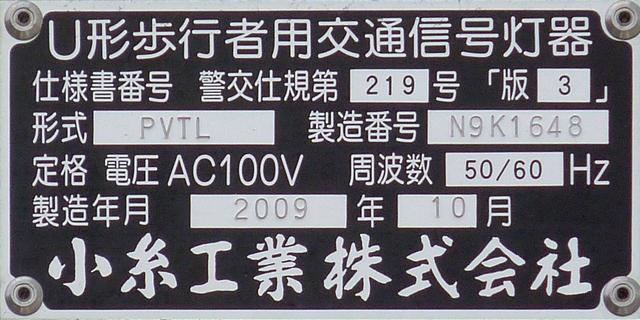 U形歩行者用交通信号灯器
仕様書番号 警交仕規第 219 号 「版 3 」
形式 PVTL 製造番号 N9K1648
定格 電圧 AC100V 周波数 50/60 Hz
製造年月 2009 年 10 月
小糸工業株式会社